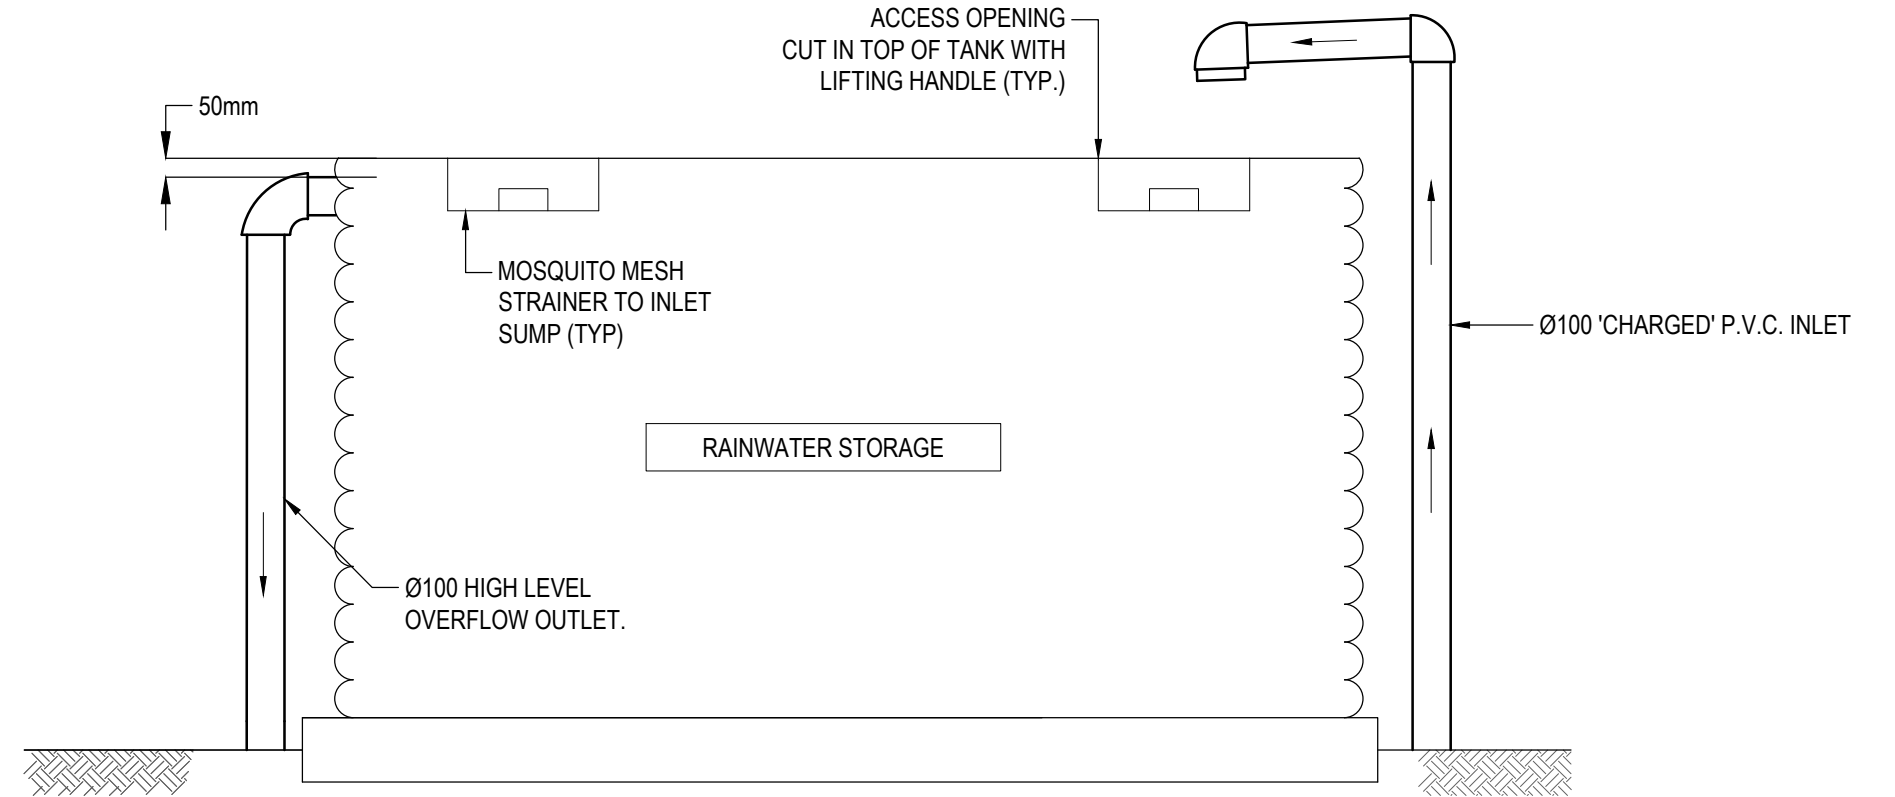 ACCESS OPENING
CUT IN TOP OF TANK WITH
LIFTING HANDLE (TYP.)
50mm
MOSQUITO MESH
STRAINER TO INLET
SUMP (TYP)
Ø100 'CHARGED' P.V.C. INLET
RAINWATER STORAGE
Ø100 HIGH LEVEL
OVERFLOW OUTLET.